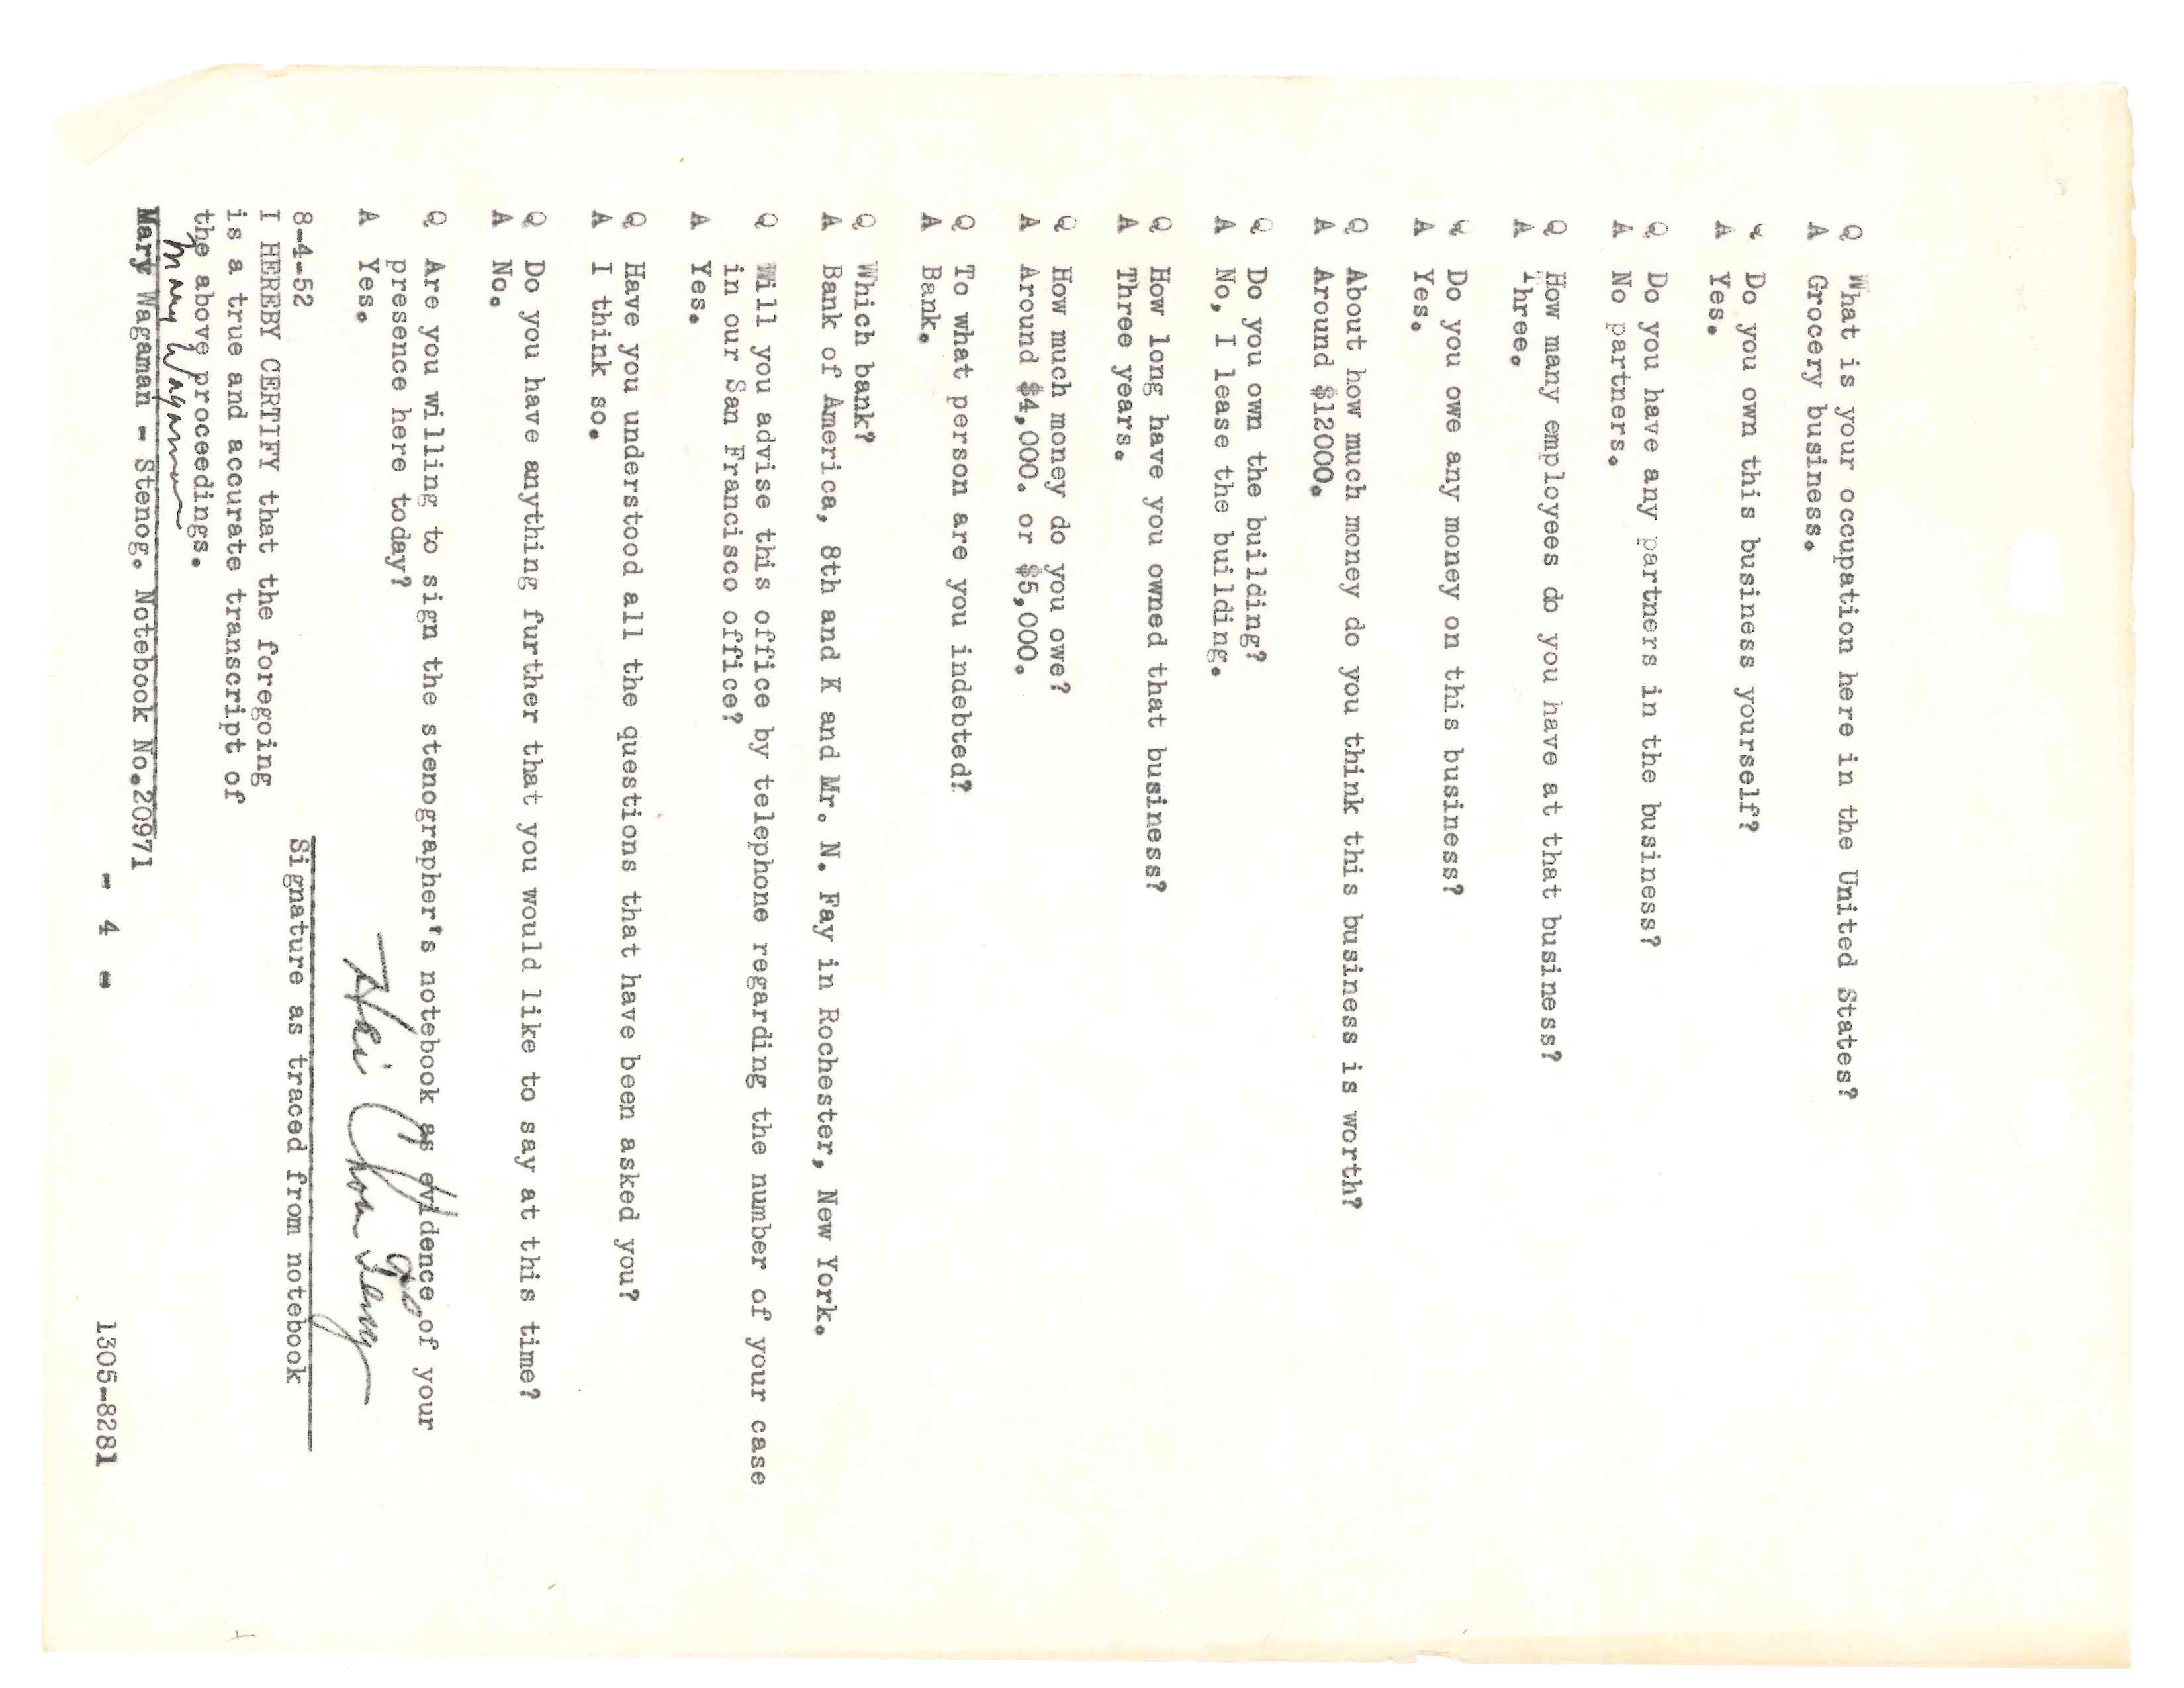 Q What is your occupation here in the United States?
A Grocery business.
Q Do you own this business yourself?
A Yes.
Q Do you have any partners in the business?
A No partners.
Q How many employees do you have at that business?
A Three.
Q Do you owe any money on this business?
A Yes.
Q About how much money do you think this business is worth?
A Around $12000.
Q Do you own the building?
A No, I lease the building.
Q How long have you owned that business?
A Three years.
Q How much money do you owe?
A Around $4,000. or $5,000.
Q To what person are you indebted?
A Bank.
Q Which bank?
A Bank of America, 8th and K and Mr. N. Fay in Rochester, New York.
Q Will you advise this office by telephone regarding the number of your case
in our San Francisco office?
A Yes.
Q Have you understood all the questions that have been asked you?
A I think so.
Q Do you have anything further that you would like to say at this time?
A No.
Q Are you willing to sign the stenographer's notebook as evidence of your
presence here today?
A Yes.
Hai Chou Feng
Signature as traced from notebook
8-4-52
I HEREBY CERTIFY that the foregoing
is a true and accurate transcript of
the above proceedings.
Mary Wagaman
Mary Wagaman - Stenog. Notebook No.20971
- 4 -
1305-8281